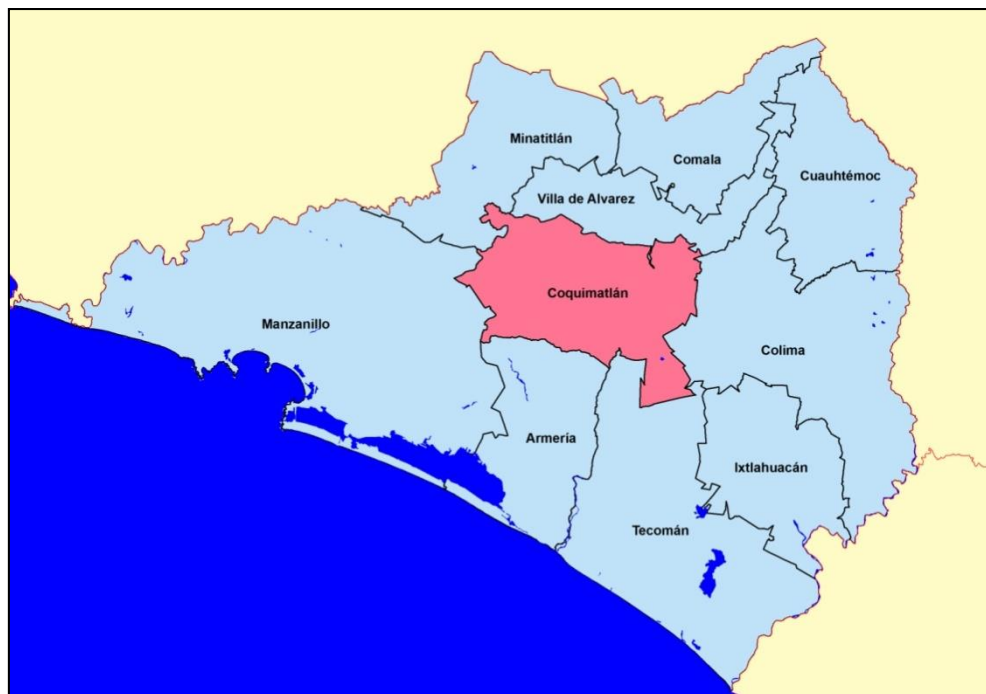 Minatitlán
Comala
Cuauhtémoc
Villa de Alvarez
Coquimatlán
Manzanillo
Colima
Armería
Ixtlahuacán
Tecomán